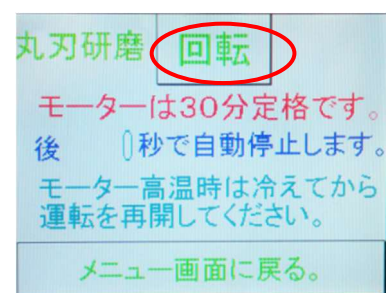 丸刃研磨 回転
モーターは30分定格です。
後 0秒で自動停止します。
モーター高温時は冷えてから
運転を再開してください。
メニュー画面に戻る。